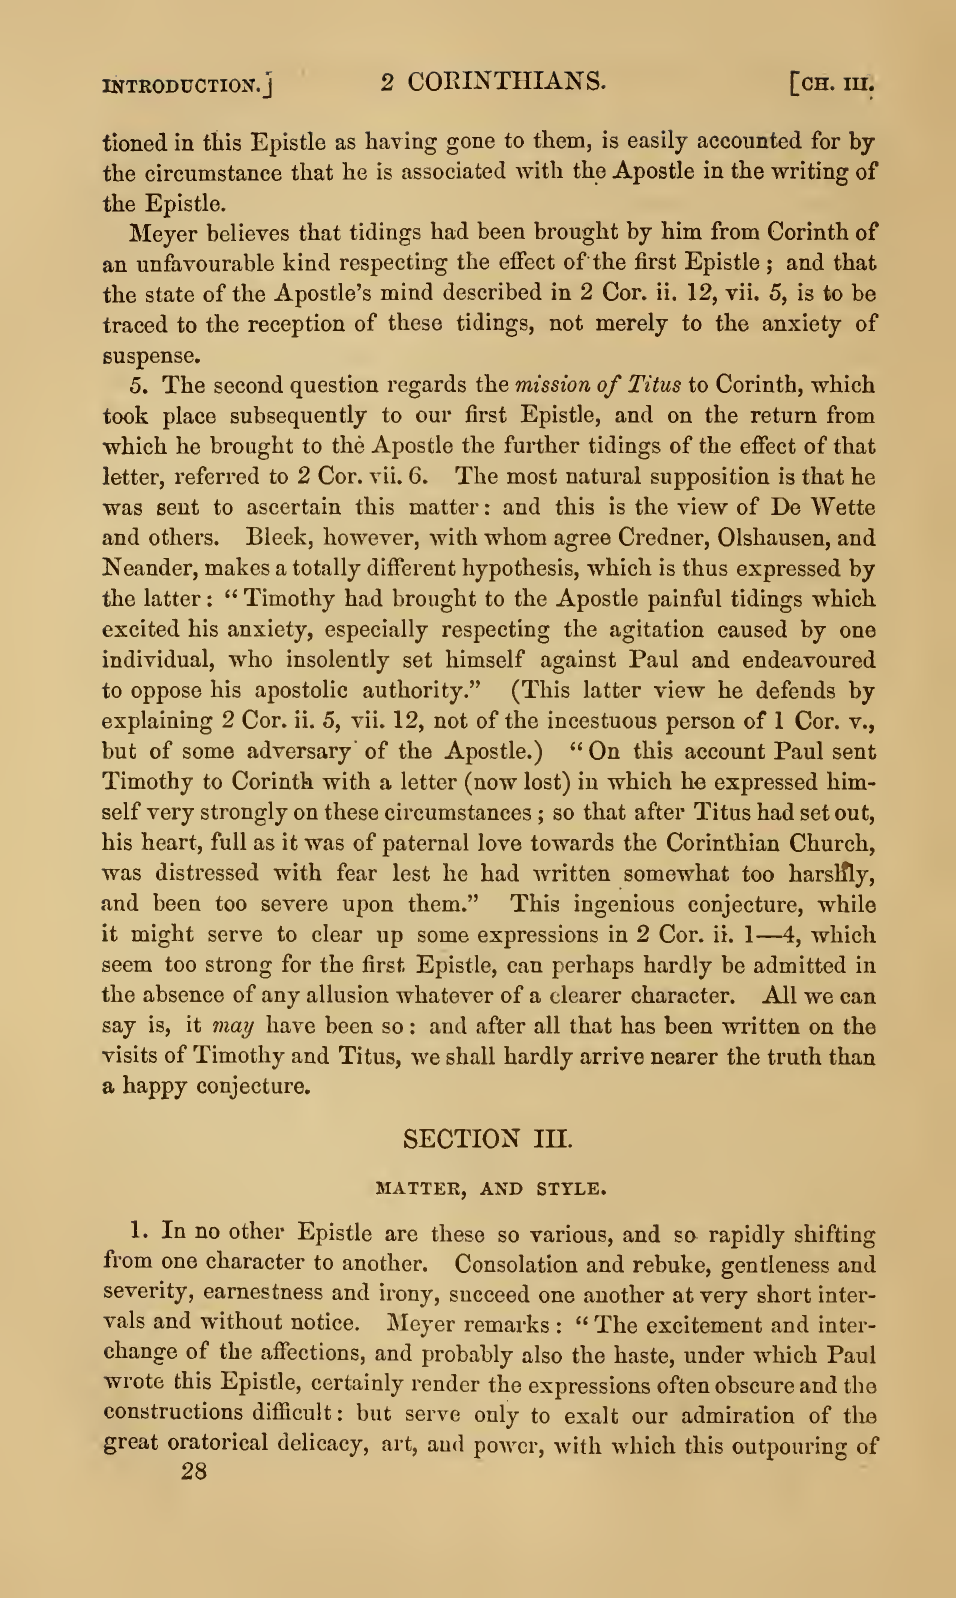 INTRODUCTION.] 2 CORINTHIANS. [CH. III.
tioned in this Epistle as having gone to them, is easily accounted for by
the circumstance that he is associated with the Apostle in the writing of
the Epistle.
Meyer believes that tidings had been brought by him from Corinth of
an unfavourable kind respecting the effect of the first Epistle ; and that
the state of the Apostle's mind described in 2 Cor. ii. 12, vii. 5, is to be
traced to the reception of these tidings, not merely to the anxiety of
suspense.
5. The second question regards the mission of Titus to Corinth, which
took place subsequently to our first Epistle, and on the return from
which he brought to the Apostle the further tidings of the effect of that
letter, referred to 2 Cor. vii. 6. The most natural supposition is that he
was sent to ascertain this matter : and this is the view of De Wette
and others. Bleek, however, with whom agree Credner, Olshausen, and
Neander, makes a totally different hypothesis, which is thus expressed by
the latter : “ Timothy had brought to the Apostle painful tidings which
excited his anxiety, especially respecting the agitation caused by one
individual, who insolently set himself against Paul and endeavoured
to oppose his apostolic authority.” (This latter view he defends by
explaining 2 Cor. ii. 5, vii. 12, not of the incestuous person of 1 Cor. v.,
but of some adversary of the Apostle.) “ On this account Paul sent
Timothy to Corinth with a letter (now lost) in which he expressed him-
self very strongly on these circumstances ; so that after Titus had set out,
his heart, full as it was of paternal love towards the Corinthian Church,
was distressed with fear lest he had written somewhat too harshly,
and been too severe upon them.” This ingenious conjecture, while
it might serve to clear up some expressions in 2 Cor. ii. 1—4, which
seem too strong for the first Epistle, can perhaps hardly be admitted in
the absence of any allusion whatever of a clearer character. All we can
say is, it may have been so : and after all that has been written on the
visits of Timothy and Titus, we shall hardly arrive nearer the truth than
a happy conjecture.
SECTION III.
MATTER, AND STYLE.
1. In no other Epistle are these so various, and so rapidly shifting
from one character to another. Consolation and rebuke, gentleness and
severity, earnestness and irony, succeed one another at very short inter-
vals and without notice. Meyer remarks : “ The excitement and inter-
change of the affections, and probably also the haste, under which Paul
wrote this Epistle, certainly render the expressions often obscure and the
constructions difficult : but serve only to exalt our admiration of the
great oratorical delicacy, art, and power, with which this outpouring of
28